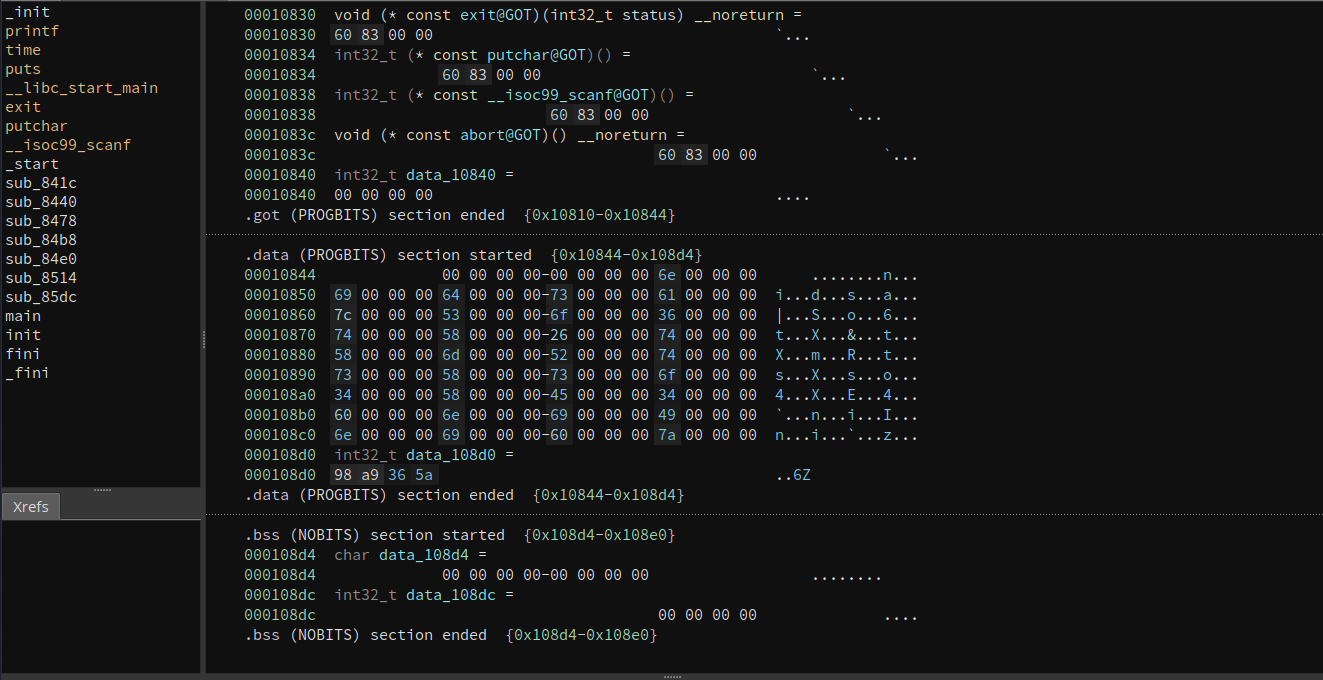 _init
printf
time
puts
__libc_start_main
exit
putchar
__isoc99_scanf
_start
sub_841c
sub_8440
sub_8478
sub_84b8
sub_84e0
sub_8514
sub_85dc
main
init
fini
_fini
Xrefs
00010830 void (* const exit@GOT)(int32_t status) __noreturn =
00010830 60 83 00 00 `...
00010834 int32_t (* const putchar@GOT)() =
00010834 60 83 00 00 `...
00010838 int32_t (* const __isoc99_scanf@GOT)() =
00010838 60 83 00 00 `...
0001083c void (* const abort@GOT)() __noreturn =
0001083c 60 83 00 00 `...
00010840 int32_t data_10840 =
00010840 00 00 00 00 ....
.got (PROGBITS) section ended {0x10810-0x10844}
.data (PROGBITS) section started {0x10844-0x108d4}
00010844 00 00 00 00-00 00 00 00 6e 00 00 00 ........n...
00010850 69 00 00 00 64 00 00 00-73 00 00 00 61 00 00 00 i...d...s...a...
00010860 7c 00 00 00 53 00 00 00-6f 00 00 00 36 00 00 00 |...S...o...6...
00010870 74 00 00 00 58 00 00 00-26 00 00 00 74 00 00 00 t...X...&...t...
00010880 58 00 00 00 6d 00 00 00-52 00 00 00 74 00 00 00 X...m...R...t...
00010890 73 00 00 00 58 00 00 00-73 00 00 00 6f 00 00 00 s...X...s...o...
000108a0 34 00 00 00 58 00 00 00-45 00 00 00 34 00 00 00 4...X...E...4...
000108b0 60 00 00 00 6e 00 00 00-69 00 00 00 49 00 00 00 `...n...i...I...
000108c0 6e 00 00 00 69 00 00 00-60 00 00 00 7a 00 00 00 n...i...`...z...
000108d0 int32_t data_108d0 =
000108d0 98 a9 36 5a ..6Z
.data (PROGBITS) section ended {0x10844-0x108d4}
.bss (NOBITS) section started {0x108d4-0x108e0}
000108d4 char data_108d4 =
000108d4 00 00 00 00-00 00 00 00 ........
000108dc int32_t data_108dc =
000108dc 00 00 00 00 ....
.bss (NOBITS) section ended {0x108d4-0x108e0}